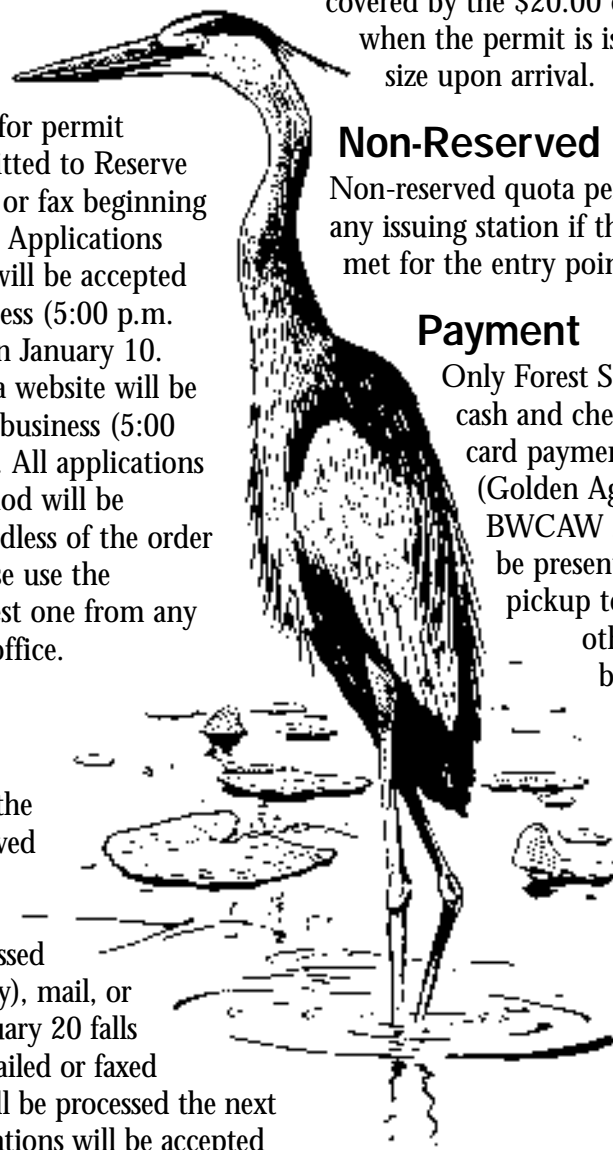 for permit
itted to Reserve
or fax beginning
Applications
will be accepted
ess (5:00 p.m.
n January 10.
a website will be
business (5:00
. All applications
od will be
dless of the order
se use the
est one from any
office.
the
ved
ssed
y), mail, or
uary 20 falls
ailed or faxed
ll be processed the next
ations will be accepted
covered by the $20.00
when the permit is is
size upon arrival.
Non-Reserved
Non-reserved quota pe
any issuing station if th
met for the entry poin
Payment
Only Forest S
cash and che
card paymen
(Golden Ag
BWCAW
be present
pickup to
oth
b